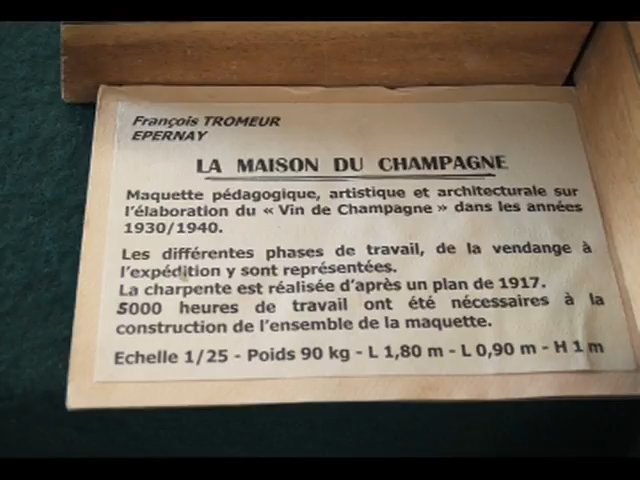 François TROMEUR
EPERNAY
LA MAISON DU CHAMPAGNE
Maquette pédagogique, artistique et architecturale sur
l'élaboration du « Vin de Champagne » dans les années
1930/1940.
Les différentes phases de travail, de la vendange à
l'expédition y sont représentées.
La charpente est réalisée d'après un plan de 1917.
5000 heures de travail ont été nécessaires à la
construction de l'ensemble de la maquette.
Echelle 1/25 - Poids 90 kg - L 1,80 m - L 0,90 m - H 1 m